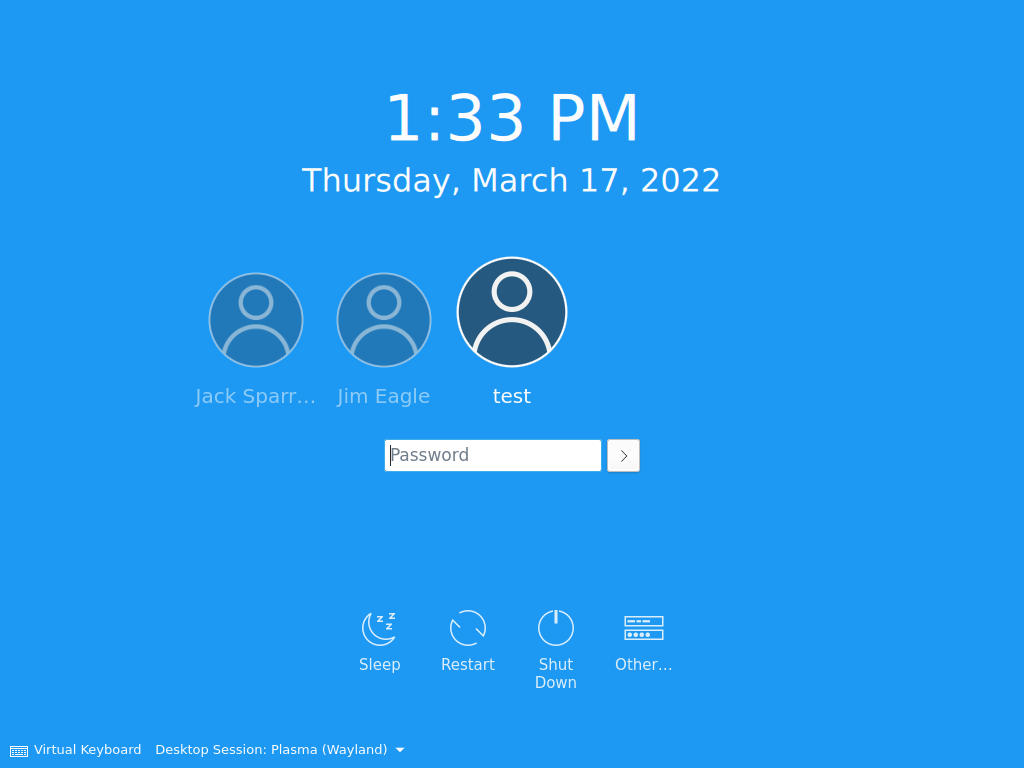 1:33 PM
Thursday, March 17, 2022
Jack Sparr...
Jim Eagle
test
Password
Sleep
Restart
Shut
Down
Other...
Virtual Keyboard
Desktop Session: Plasma (Wayland)